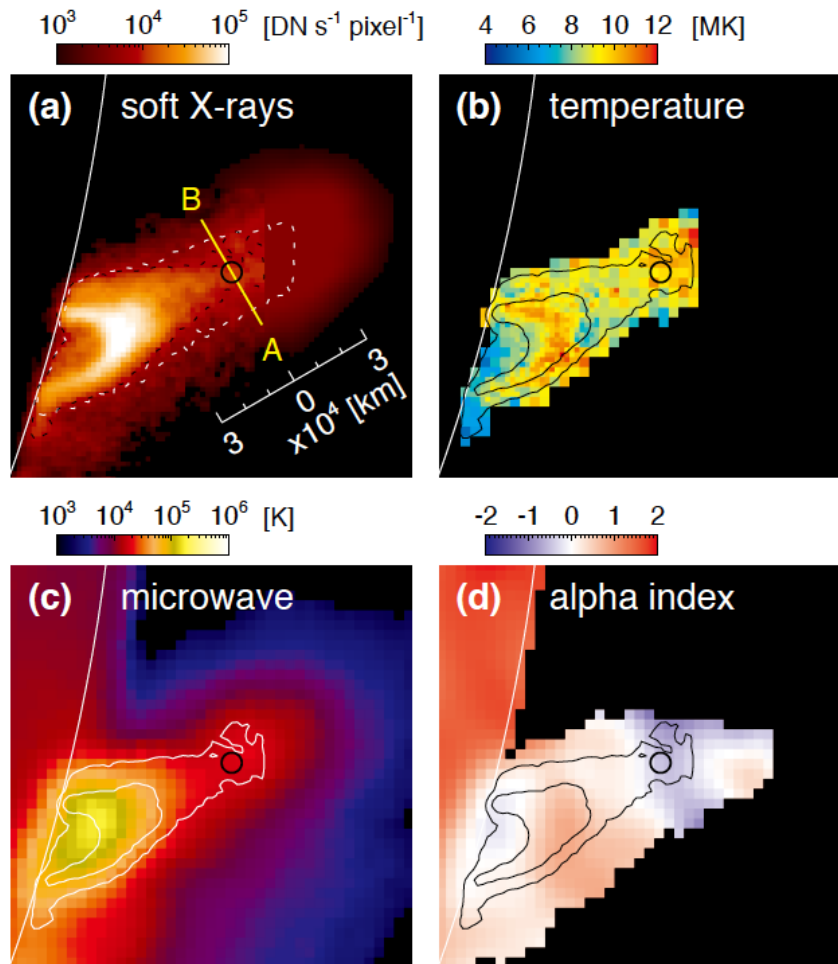 10³ 10⁴ 10⁵ [DN s⁻¹ pixel⁻¹]
4 6 8 10 12 [MK]
(a) soft X-rays
(b) temperature
B
A
3 0 3
x10⁴ [km]
10³ 10⁴ 10⁵ 10⁶ [K]
-2 -1 0 1 2
(c) microwave
(d) alpha index